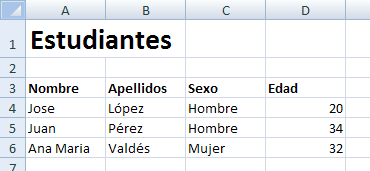 A B C D
1 Estudiantes
2
3 Nombre Apellidos Sexo Edad
4 Jose López Hombre 20
5 Juan Pérez Hombre 34
6 Ana Maria Valdés Mujer 32
7